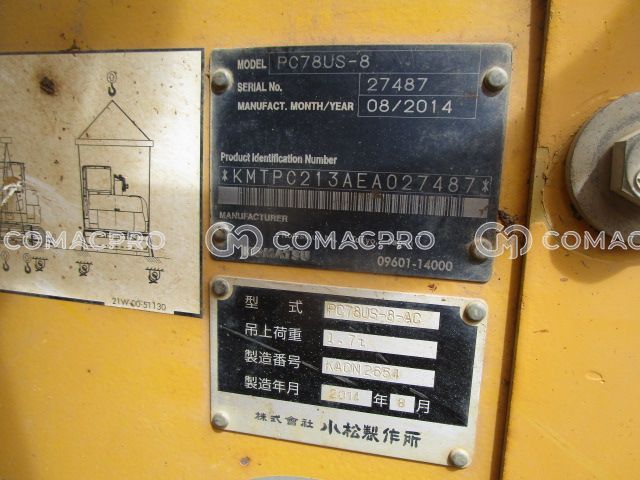 MODEL PC78US-8
SERIAL No. 27487
MANUFACT. MONTH/YEAR 08/2014
Product Identification Number
*KMTPC213AEA027487*
MANUFACTURER
COMACPRO COMACPRO COMACPRO
KOMATSU 09601-14000
21W-00-51130
型 式 PC78US-8-AC
吊上荷重 1.7t
製造番号 KACN2654
製造年月 2014 年 8 月
株式會社 小松製作所